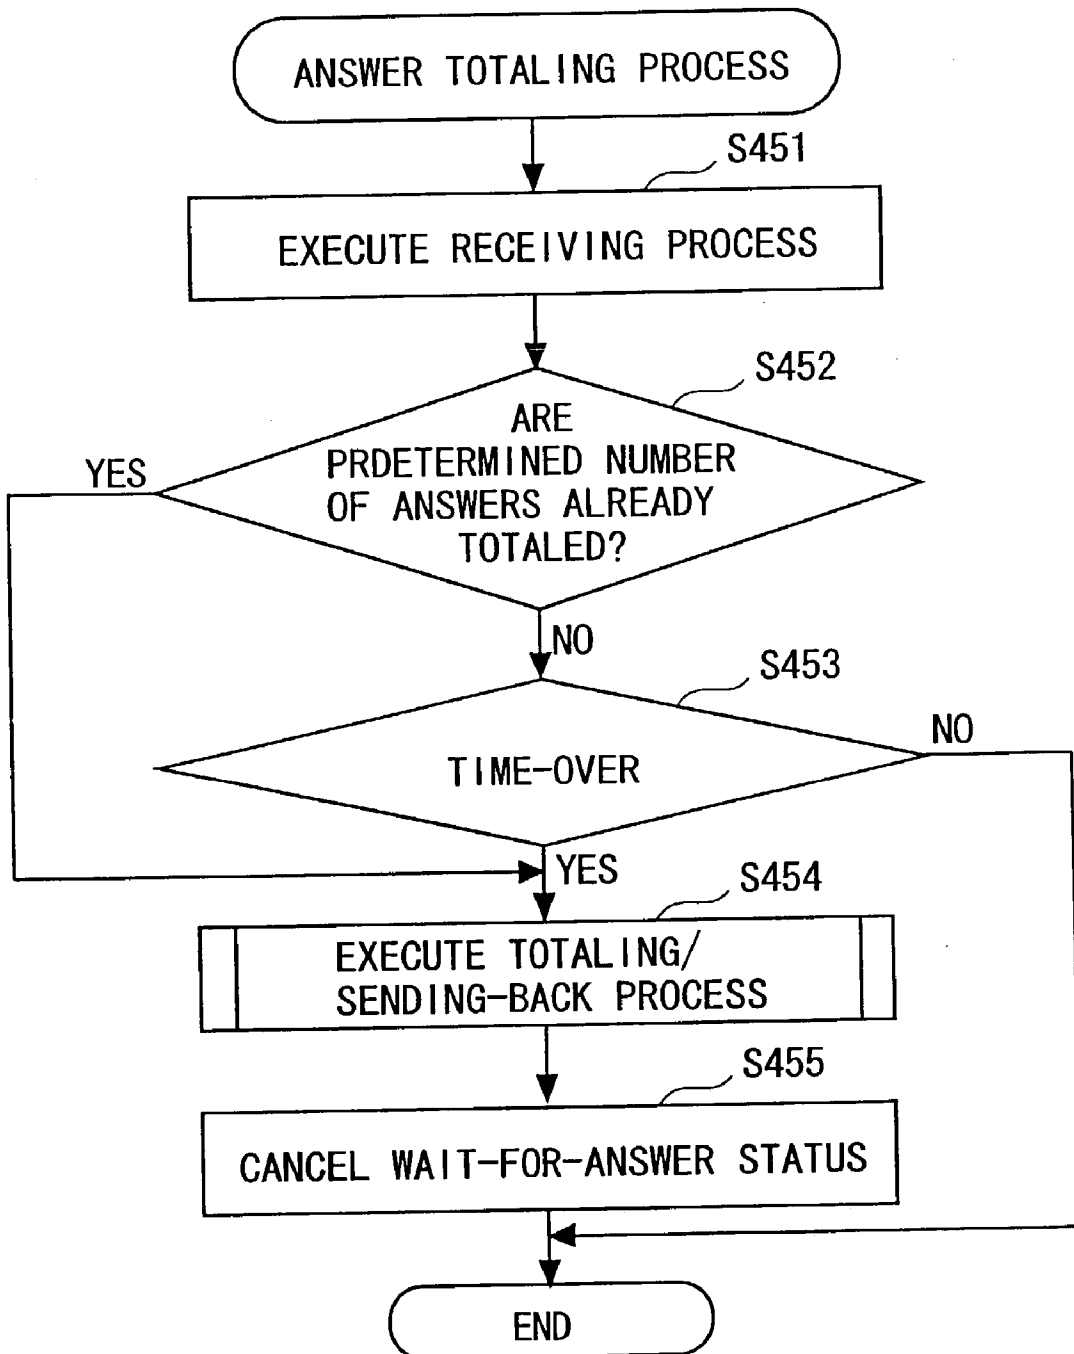 ANSWER TOTALING PROCESS
S451
EXECUTE RECEIVING PROCESS
S452
ARE
PRDETERMINED NUMBER
OF ANSWERS ALREADY
TOTALED?
YES
NO
S453
NO
TIME-OVER
YES
S454
EXECUTE TOTALING/
SENDING-BACK PROCESS
S455
CANCEL WAIT-FOR-ANSWER STATUS
END